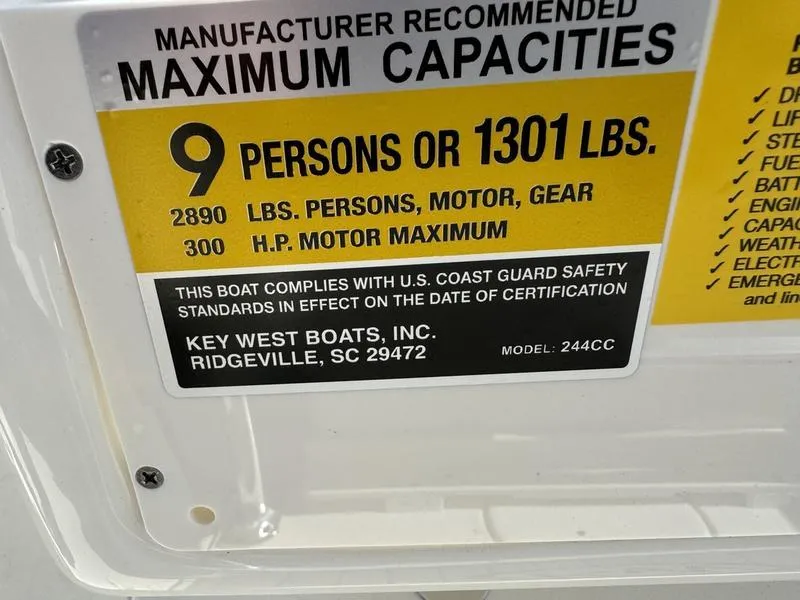 MANUFACTURER RECOMMENDED
MAXIMUM CAPACITIES
9 PERSONS OR 1301 LBS.
2890 LBS. PERSONS, MOTOR, GEAR
300 H.P. MOTOR MAXIMUM
THIS BOAT COMPLIES WITH U.S. COAST GUARD SAFETY
STANDARDS IN EFFECT ON THE DATE OF CERTIFICATION
KEY WEST BOATS, INC.
RIDGEVILLE, SC 29472
MODEL: 244CC
✓
✓
✓
✓
✓
✓
✓
✓
✓
✓
and